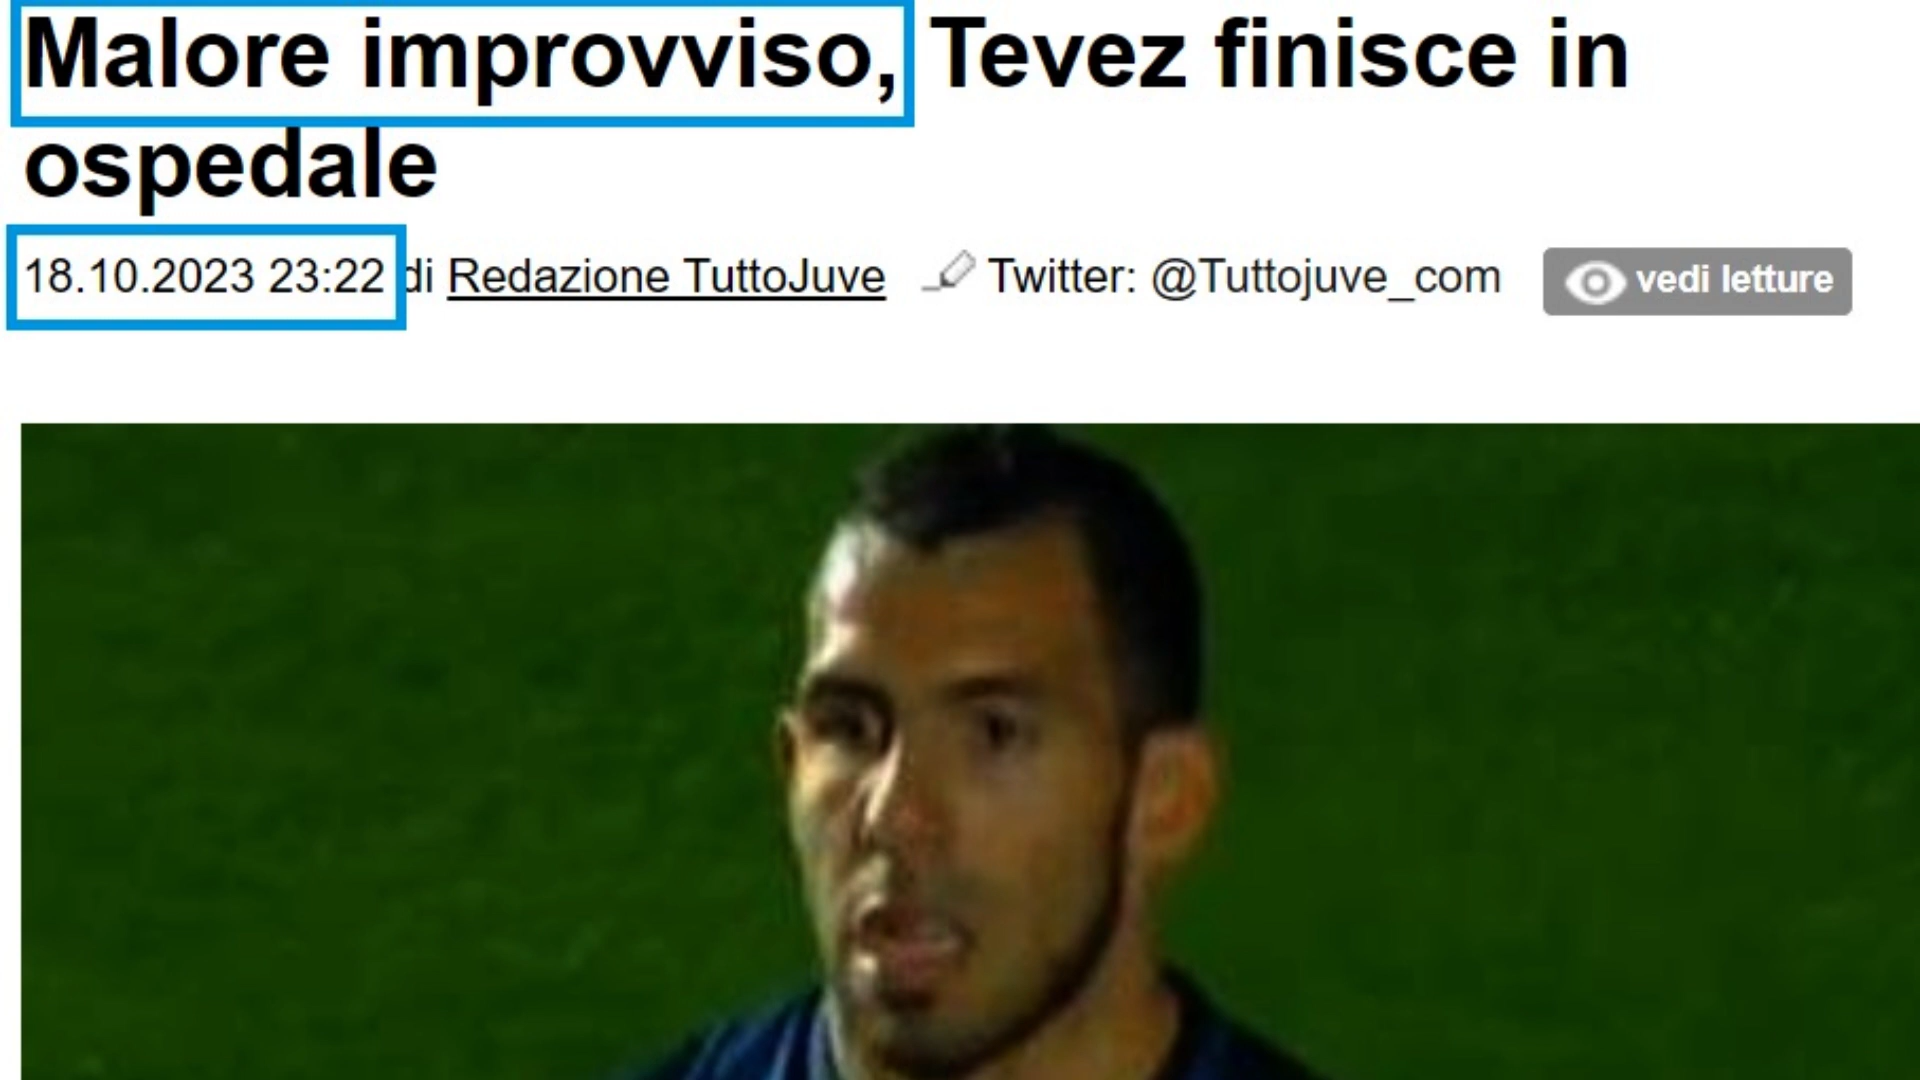 Malore improvviso, Tevez finisce in
ospedale
18.10.2023 23:22 di Redazione TuttoJuve Twitter: @Tuttojuve_com vedi letture